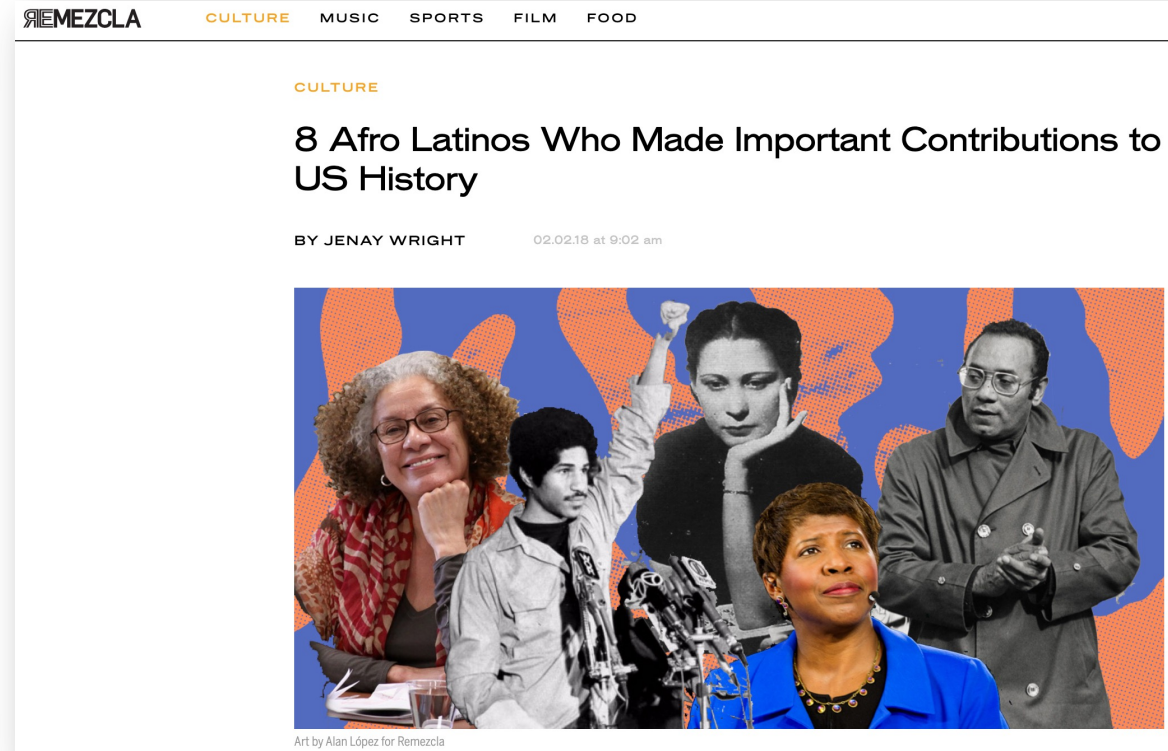 REMEZCLA CULTURE MUSIC SPORTS FILM FOOD
CULTURE
8 Afro Latinos Who Made Important Contributions to
US History
BY JENAY WRIGHT 02.02.18 at 9:02 am
Art by Alan López for Remezcla